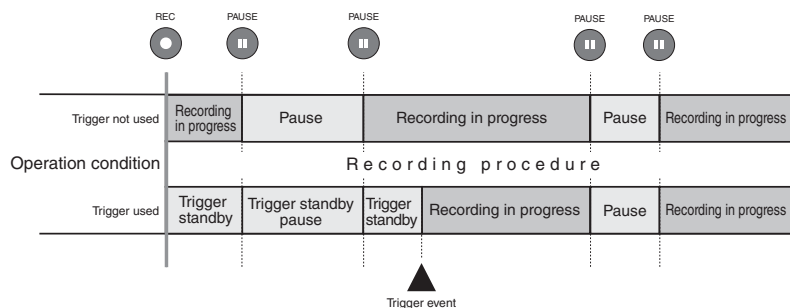 REC PAUSE PAUSE PAUSE PAUSE
Trigger not used
Recording
in progress
Pause
Recording in progress
Pause
Recording in progress
Operation condition
Recording procedure
Trigger used
Trigger
standby
Trigger standby
pause
Trigger
standby
Recording in progress
Pause
Recording in progress
Trigger event